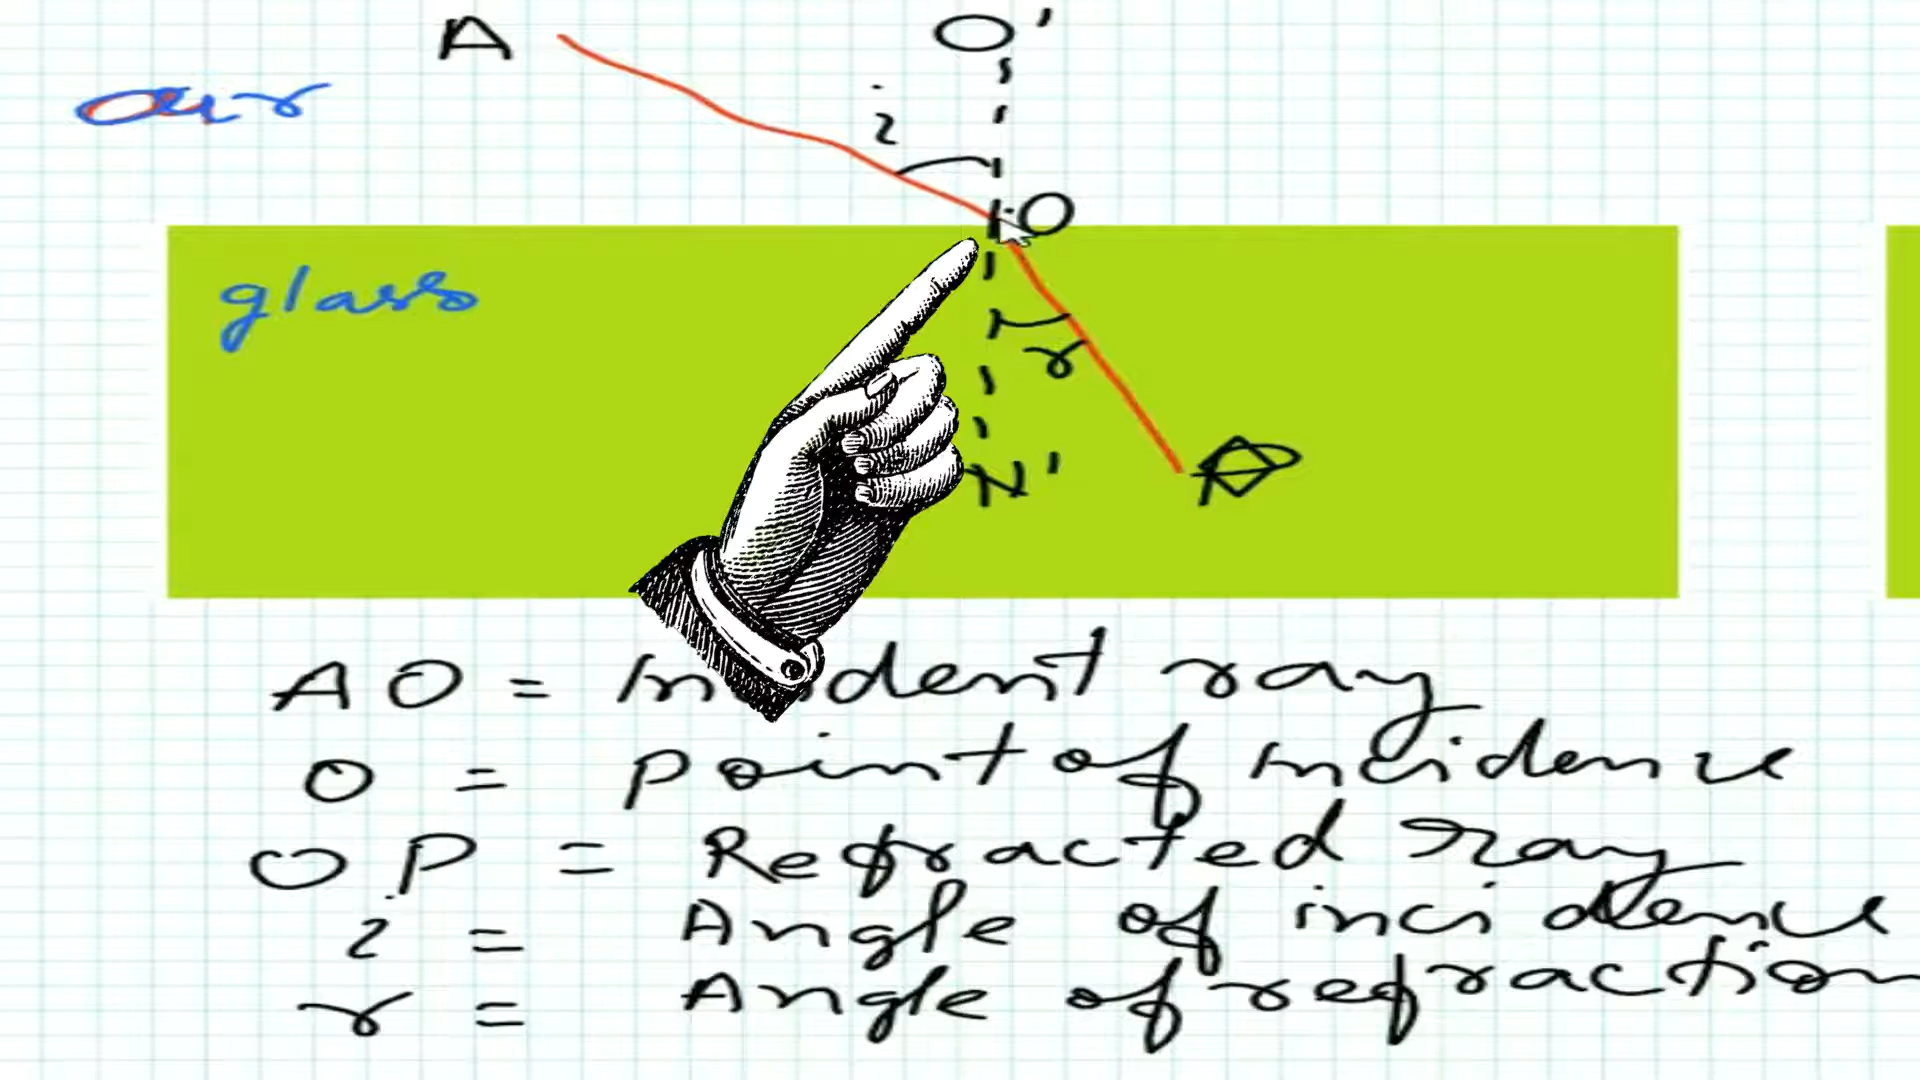 A
O'
air
i
O
glass
r
N'
P
AO = Incident ray
O = point of incidence
OP = Refracted ray
i = Angle of incidence
r = Angle of refraction